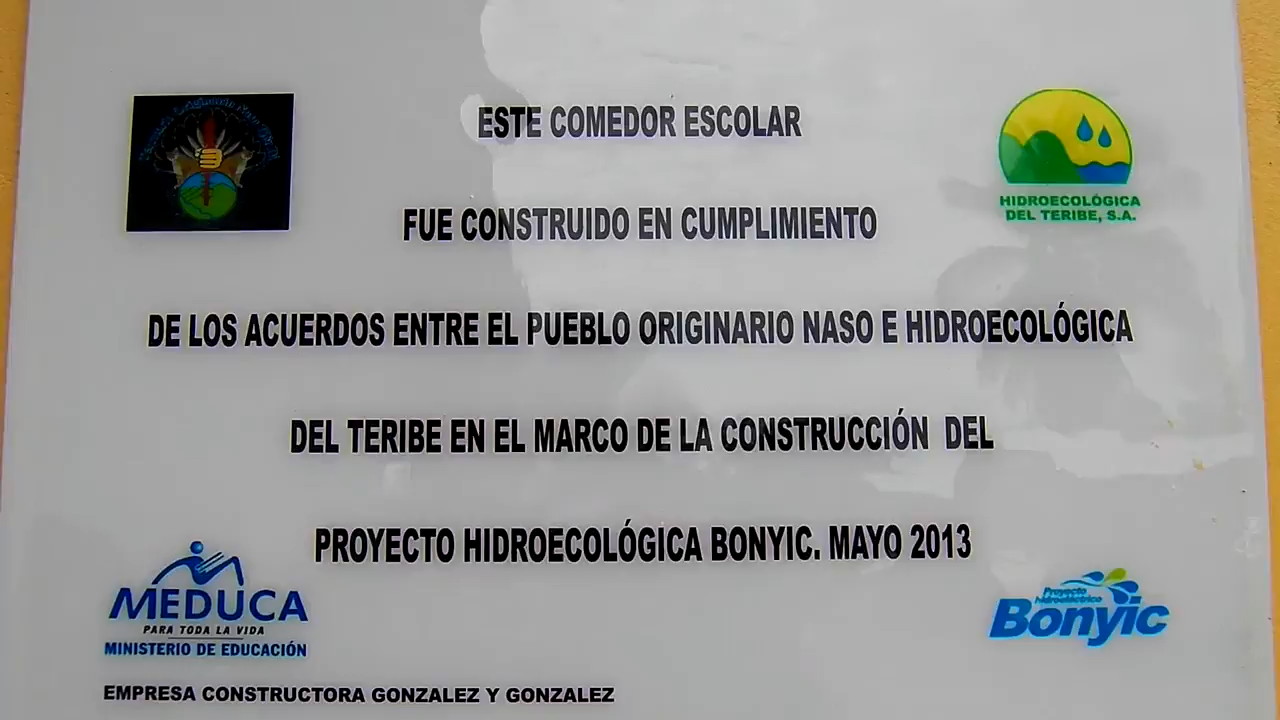 ESTE COMEDOR ESCOLAR
FUE CONSTRUIDO EN CUMPLIMIENTO
DE LOS ACUERDOS ENTRE EL PUEBLO ORIGINARIO NASO E HIDROECOLÓGICA
DEL TERIBE EN EL MARCO DE LA CONSTRUCCIÓN DEL
PROYECTO HIDROECOLÓGICA BONYIC. MAYO 2013
HIDROECOLÓGICA
DEL TERIBE, S.A.
MEDUCA
PARA TODA LA VIDA
MINISTERIO DE EDUCACIÓN
Proyecto
hidroeléctrico
Bonyic
EMPRESA CONSTRUCTORA GONZALEZ Y GONZALEZ